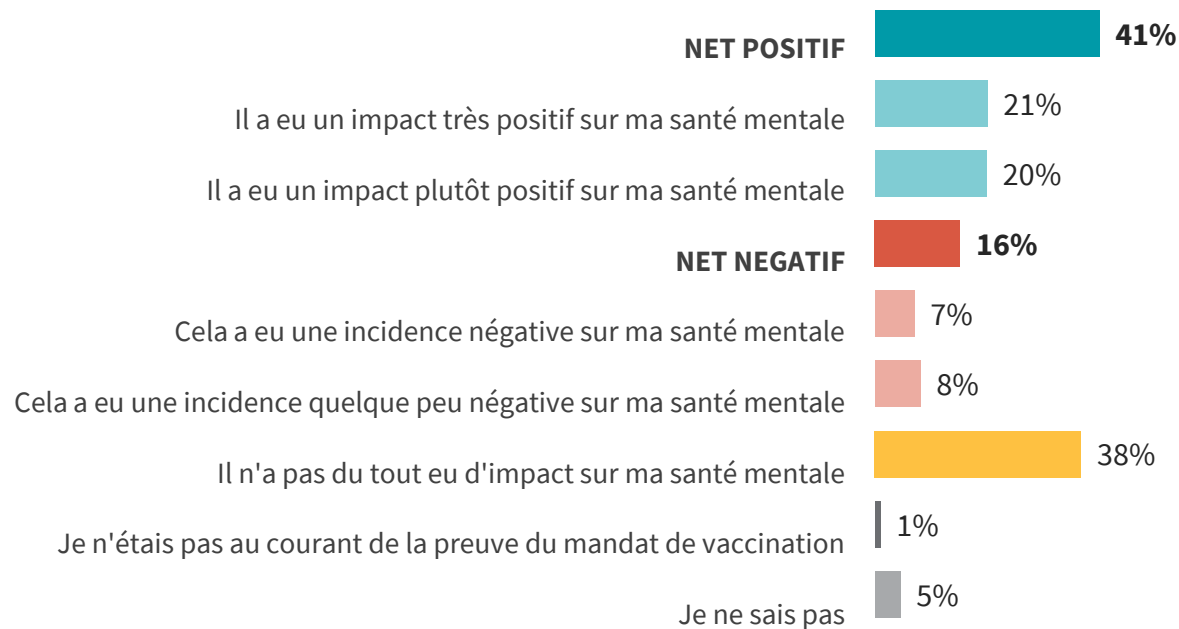 NET POSITIF 41%
Il a eu un impact très positif sur ma santé mentale 21%
Il a eu un impact plutôt positif sur ma santé mentale 20%
NET NEGATIF 16%
Cela a eu une incidence négative sur ma santé mentale 7%
Cela a eu une incidence quelque peu négative sur ma santé mentale 8%
Il n'a pas du tout eu d'impact sur ma santé mentale 38%
Je n'étais pas au courant de la preuve du mandat de vaccination 1%
Je ne sais pas 5%